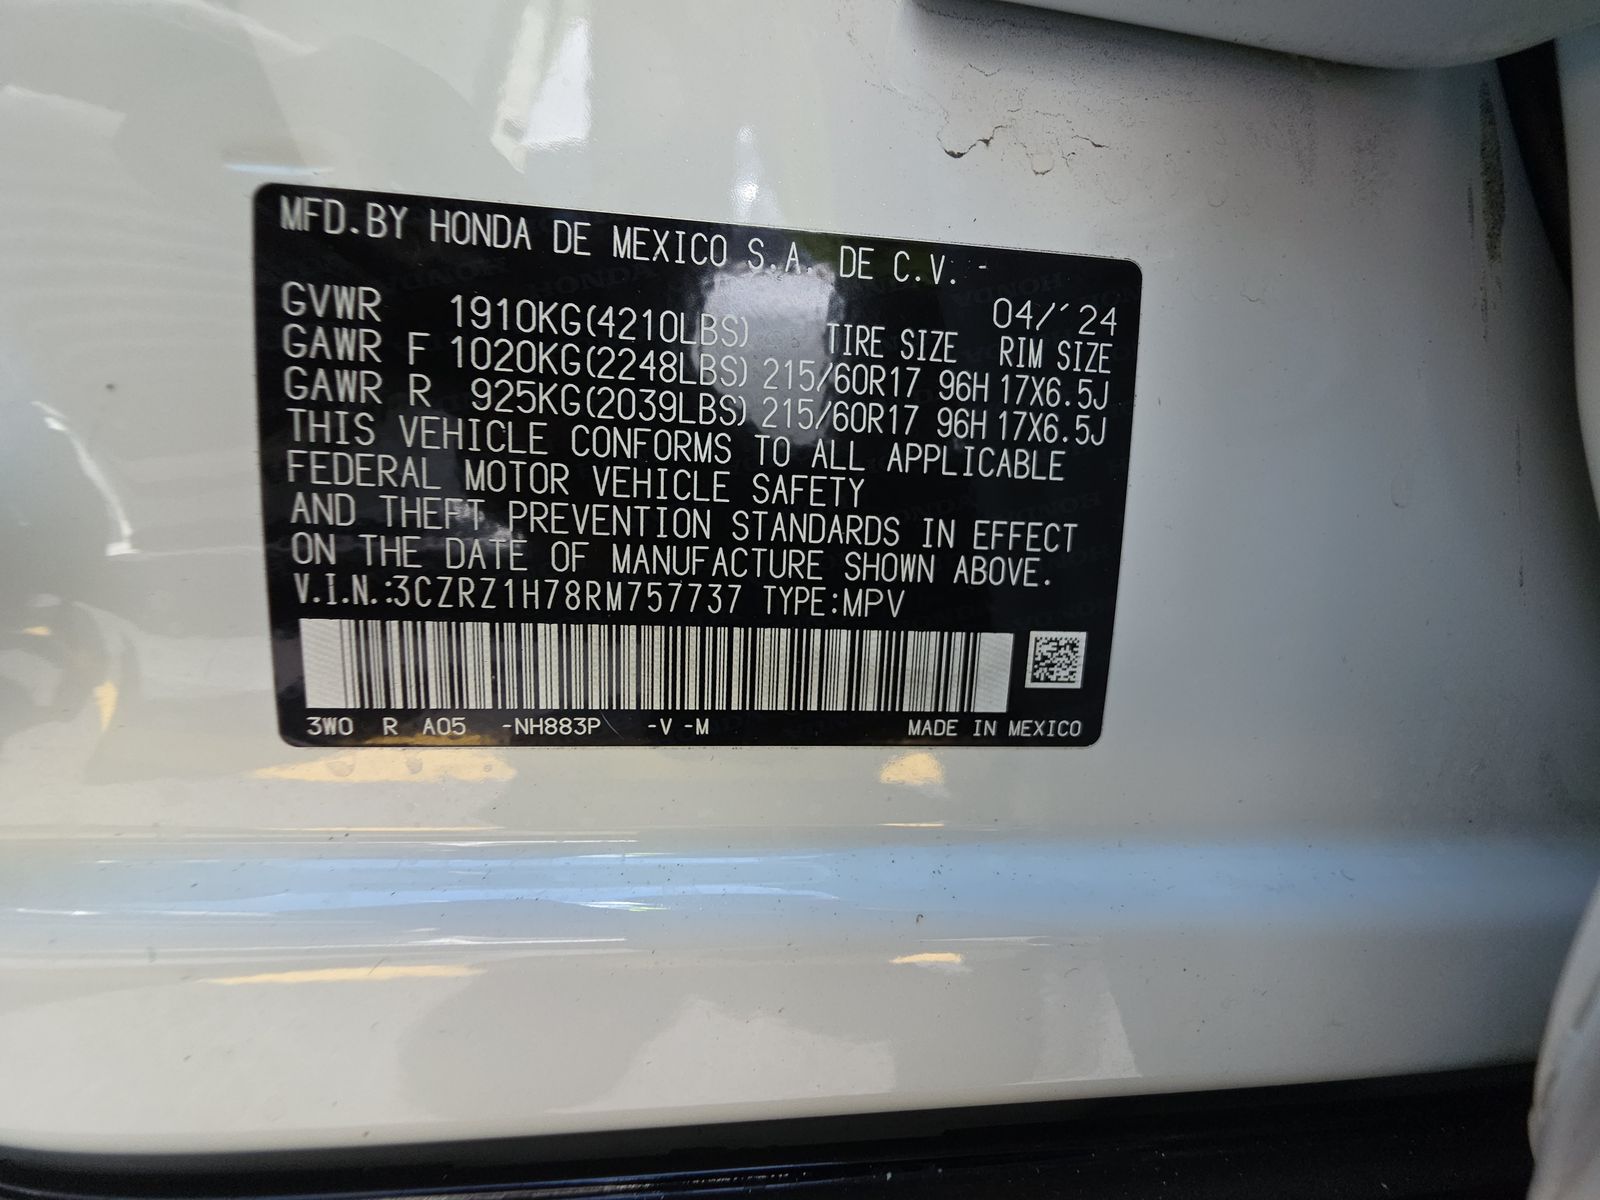 MFD.BY HONDA DE MEXICO S.A. DE C.V. -
04/'24
GVWR 1910KG(4210LBS) TIRE SIZE RIM SIZE
GAWR F 1020KG(2248LBS) 215/60R17 96H 17X6.5J
GAWR R 925KG(2039LBS) 215/60R17 96H 17X6.5J
THIS VEHICLE CONFORMS TO ALL APPLICABLE
FEDERAL MOTOR VEHICLE SAFETY
AND THEFT PREVENTION STANDARDS IN EFFECT
ON THE DATE OF MANUFACTURE SHOWN ABOVE.
V.I.N.:3CZRZ1H78RM757737 TYPE:MPV
3W0 R A05 -NH883P -V -M MADE IN MEXICO